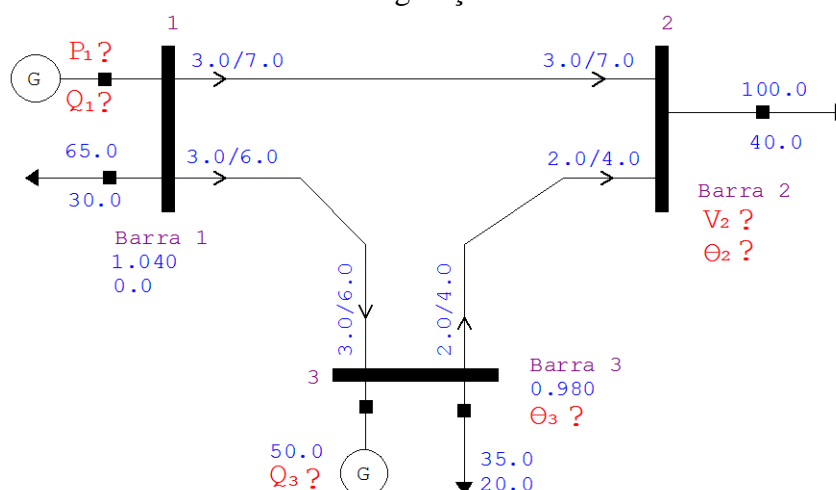 1
2
P₁ ?
G
Q₁ ?
3.0/7.0
3.0/7.0
100.0
40.0
65.0
30.0
3.0/6.0
2.0/4.0
Barra 1
1.040
0.0
Barra 2
V₂ ?
θ₂ ?
3.0/6.0
2.0/4.0
3
Barra 3
0.980
θ₃ ?
50.0
Q₃ ?
G
35.0
20.0